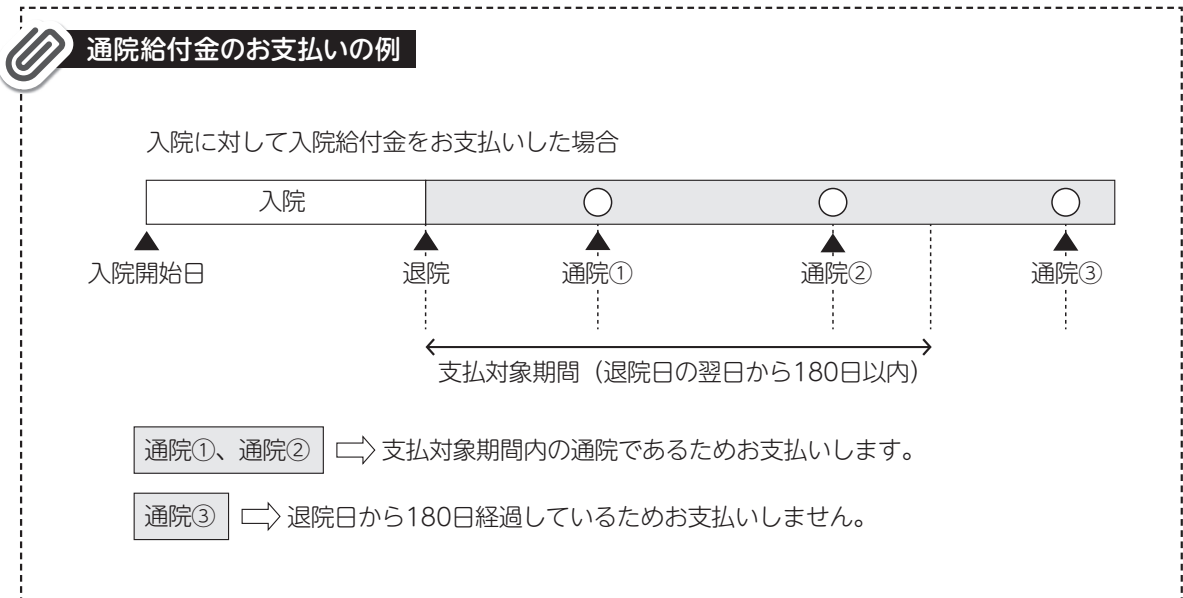 通院給付金のお支払いの例
入院に対して入院給付金をお支払いした場合
入院
入院開始日 退院 通院① 通院② 通院③
支払対象期間（退院日の翌日から180日以内）
通院①、通院② ⇨ 支払対象期間内の通院であるためお支払いします。
通院③ ⇨ 退院日から180日経過しているためお支払いしません。